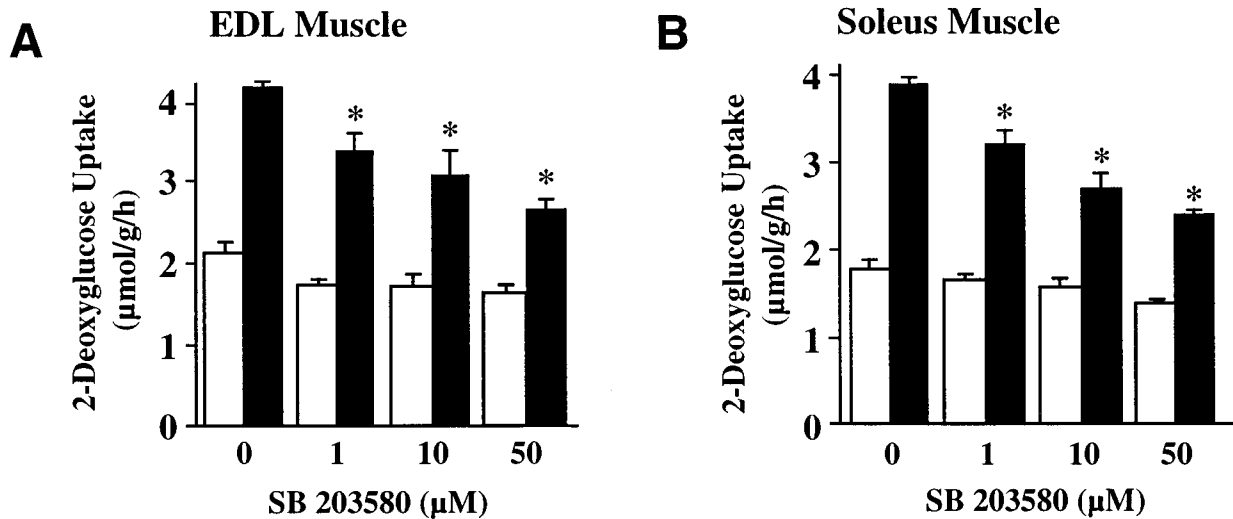 A
EDL Muscle
2-Deoxyglucose Uptake
(µmol/g/h)
4
3
2
1
0
*
*
*
0 1 10 50
SB 203580 (µM)
B
Soleus Muscle
2-Deoxyglucose Uptake
(µmol/g/h)
4
3
2
1
0
*
*
*
0 1 10 50
SB 203580 (µM)